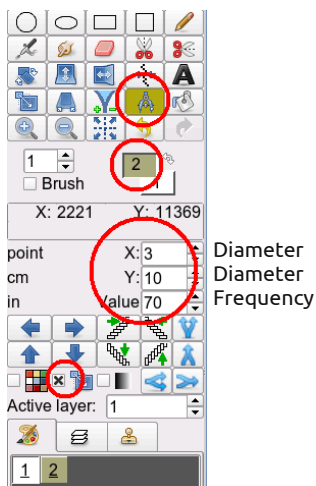 A
1
2
1
Brush
X: 2221 Y: 11369
point X: 3 Diameter
cm Y: 10 Diameter
in Value 70 Frequency
Active layer: 1
1 2